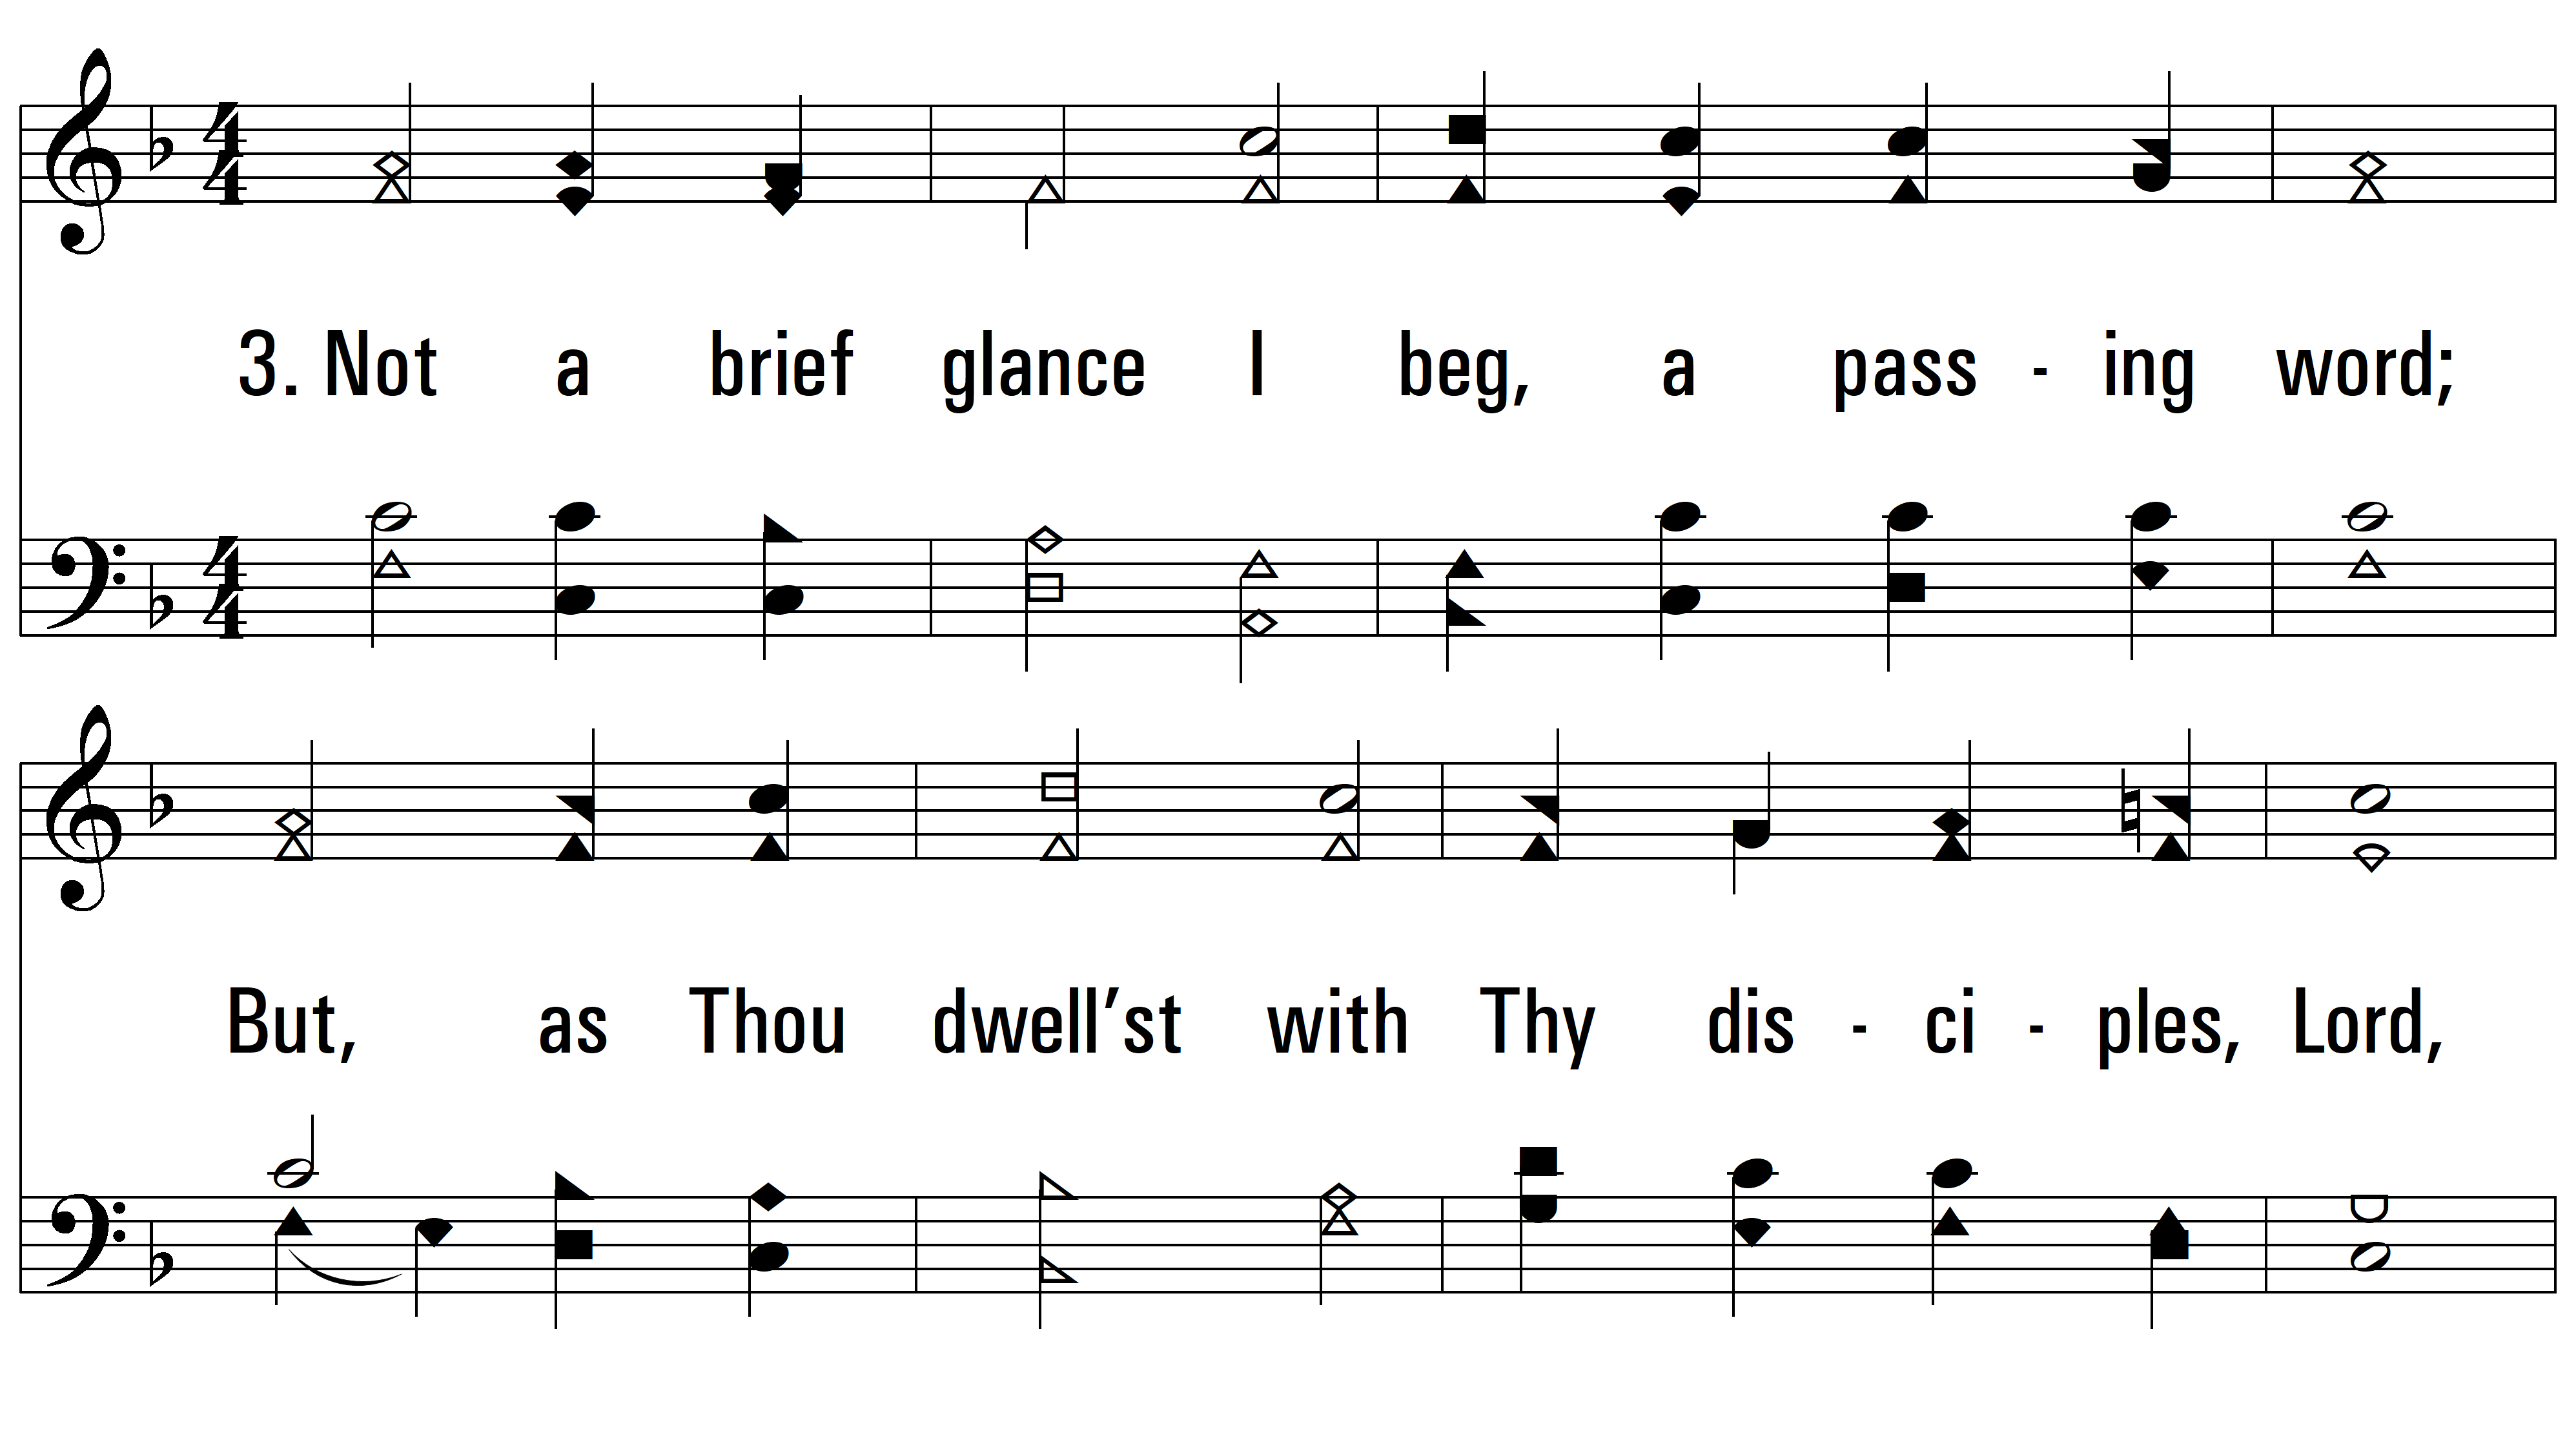 3. Not a brief glance I beg, a pass - ing word;
But, as Thou dwell’st with Thy dis - ci - ples, Lord,